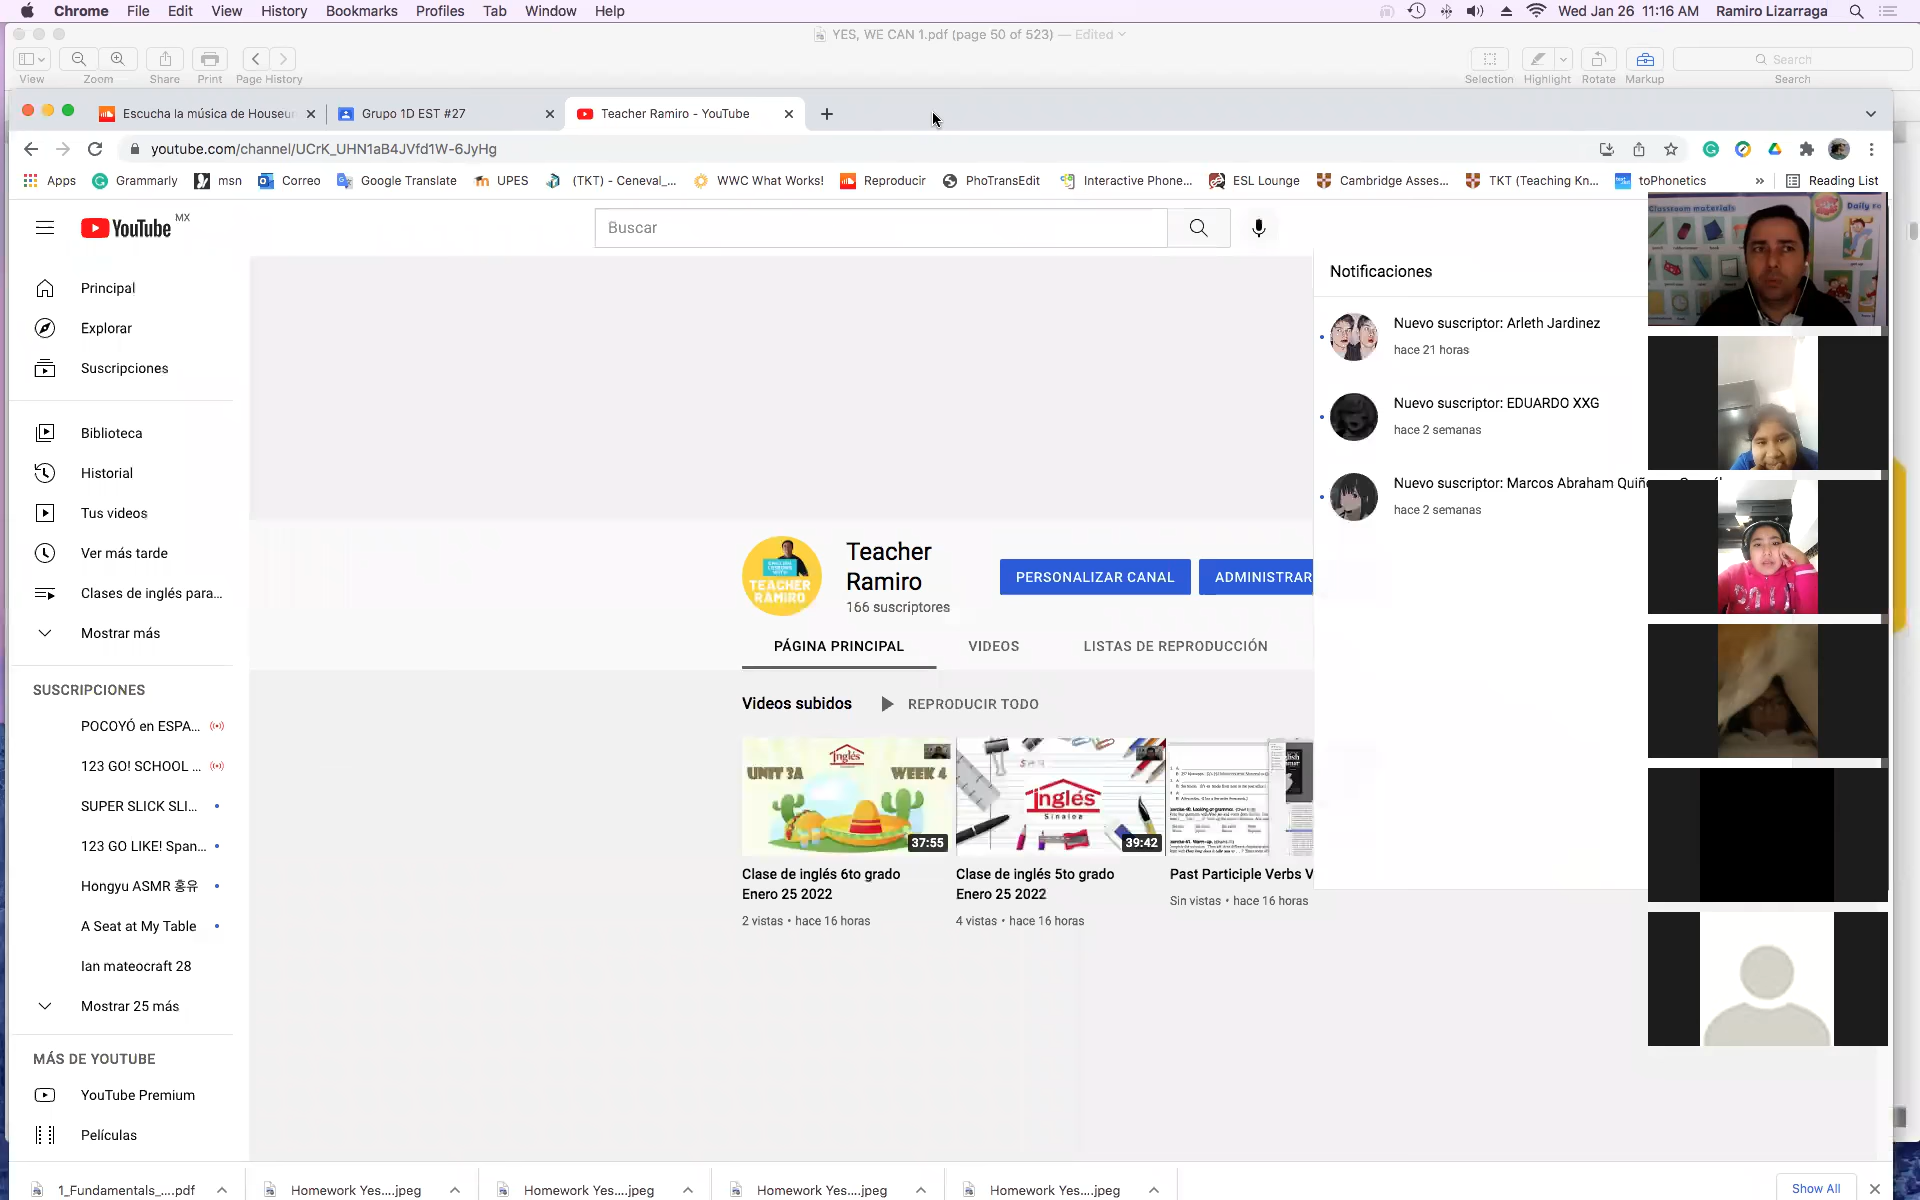 Chrome File Edit View History Bookmarks Profiles Tab Window Help Wed Jan 26 11:16 AM Ramiro Lizarraga
YES, WE CAN 1.pdf (page 50 of 523) — Edited
View Zoom Share Print Page History Selection Highlight Rotate Markup Search
Search
Escucha la música de Houseu
Grupo 1D EST #27
Teacher Ramiro - YouTube
youtube.com/channel/UCrK_UHN1aB4JVfd1W-6JyHg
Apps Grammarly msn Correo Google Translate UPES (TKT) - Ceneval_... WWC What Works! Reproducir PhoTransEdit Interactive Phone... ESL Lounge Cambridge Asses... TKT (Teaching Kn... toPhonetics » Reading List
YouTube MX
Buscar
Principal
Explorar
Suscripciones
Biblioteca
Historial
Tus videos
Ver más tarde
Clases de inglés para...
Mostrar más
SUSCRIPCIONES
POCOYÓ en ESPA...
123 GO! SCHOOL ...
SUPER SLICK SLI...
123 GO LIKE! Span...
Hongyu ASMR 홍유
A Seat at My Table
Ian mateocraft 28
Mostrar 25 más
MÁS DE YOUTUBE
YouTube Premium
Películas
TEACHER
RAMIRO
Teacher
Ramiro
166 suscriptores
PERSONALIZAR CANAL
ADMINISTRAR
PÁGINA PRINCIPAL
VIDEOS
LISTAS DE REPRODUCCIÓN
Videos subidos
REPRODUCIR TODO
Inglés
UNIT 3A WEEK 4
37:55
Clase de inglés 6to grado
Enero 25 2022
2 vistas • hace 16 horas
inglés
Sinaloa
39:42
Clase de inglés 5to grado
Enero 25 2022
4 vistas • hace 16 horas
Past Participle Verbs V
Sin vistas • hace 16 horas
Notificaciones
Nuevo suscriptor: Arleth Jardinez
hace 21 horas
Nuevo suscriptor: EDUARDO XXG
hace 2 semanas
Nuevo suscriptor: Marcos Abraham Quiñ
hace 2 semanas
Classroom materials
Daily ro
1_Fundamentals_....pdf
Homework Yes....jpeg
Homework Yes....jpeg
Homework Yes....jpeg
Homework Yes....jpeg
Show All